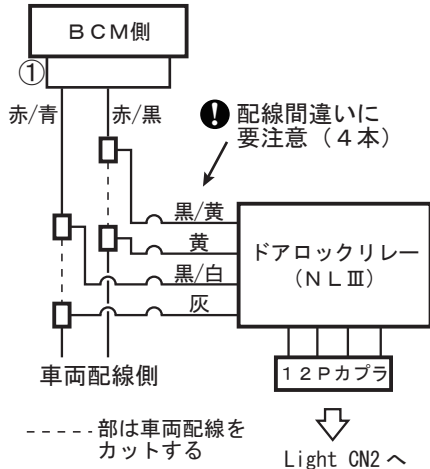 ＢＣＭ側
①
赤/青
赤/黒
! 配線間違いに
要注意（４本）
黒/黄
黄
黒/白
灰
ドアロックリレー
（ＮＬⅢ）
車両配線側
１２Ｐカプラ
-----部は車両配線を
カットする
Light CN2 へ